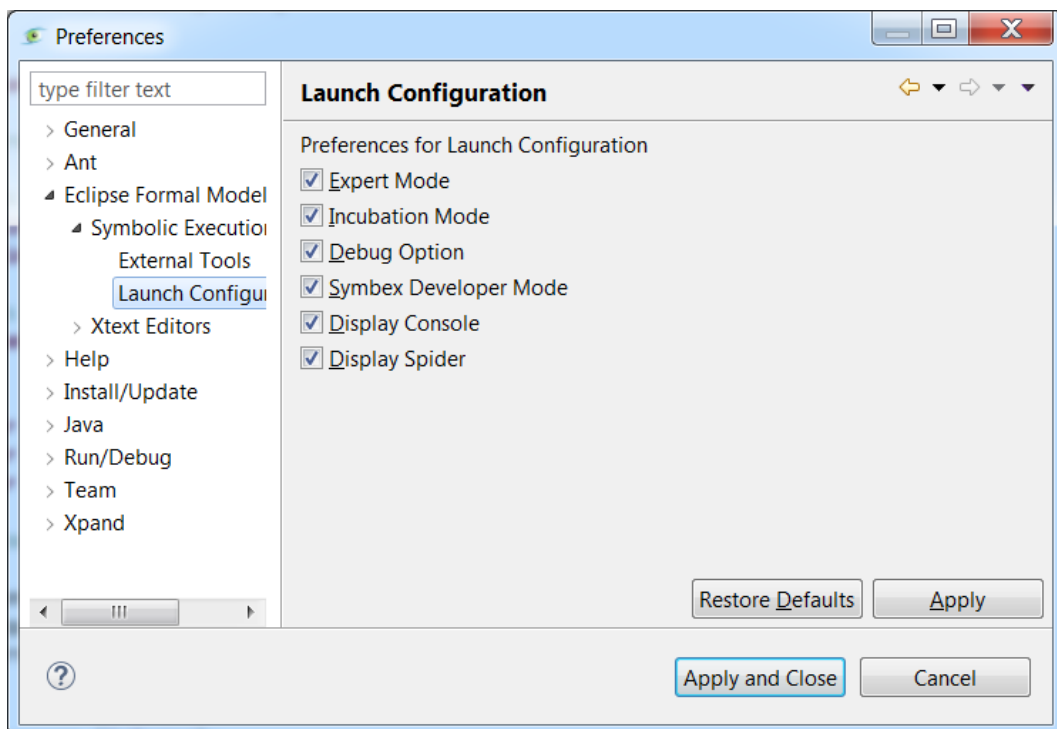 Preferences
type filter text
General
Ant
Eclipse Formal Model
Symbolic Execution
External Tools
Launch Configu
Xtext Editors
Help
Install/Update
Java
Run/Debug
Team
Xpand
Launch Configuration
Preferences for Launch Configuration
Expert Mode
Incubation Mode
Debug Option
Symbex Developer Mode
Display Console
Display Spider
Restore Defaults
Apply
Apply and Close
Cancel